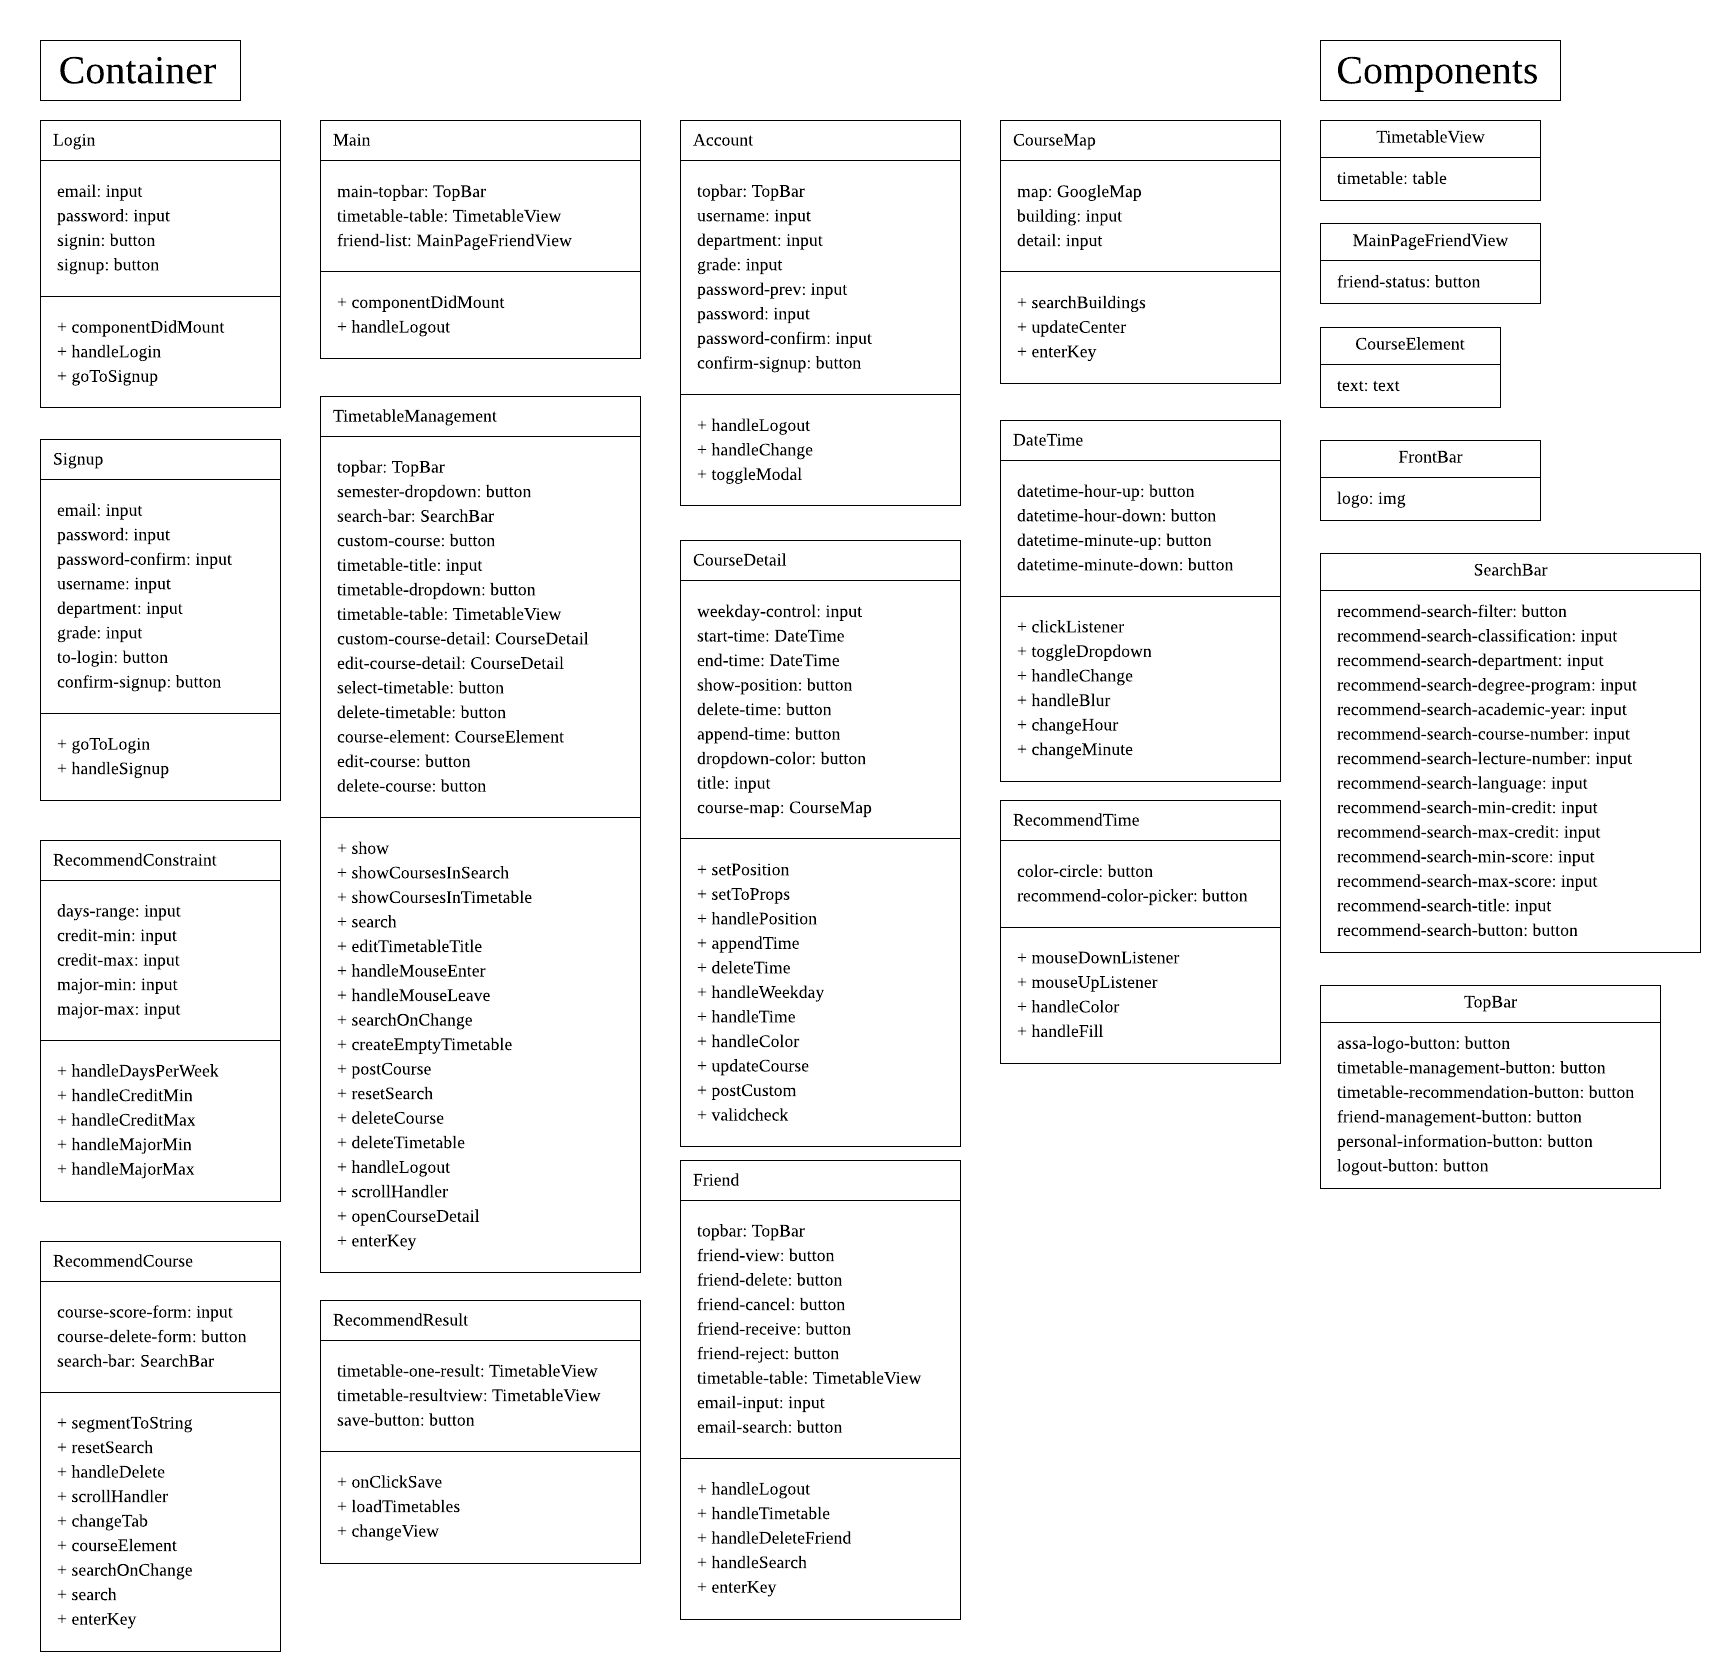 Container
Login
email: input
password: input
signin: button
signup: button
+ componentDidMount
+ handleLogin
+ goToSignup
Signup
email: input
password: input
password-confirm: input
username: input
department: input
grade: input
to-login: button
confirm-signup: button
+ goToLogin
+ handleSignup
RecommendConstraint
days-range: input
credit-min: input
credit-max: input
major-min: input
major-max: input
+ handleDaysPerWeek
+ handleCreditMin
+ handleCreditMax
+ handleMajorMin
+ handleMajorMax
RecommendCourse
course-score-form: input
course-delete-form: button
search-bar: SearchBar
+ segmentToString
+ resetSearch
+ handleDelete
+ scrollHandler
+ changeTab
+ courseElement
+ searchOnChange
+ search
+ enterKey
Main
main-topbar: TopBar
timetable-table: TimetableView
friend-list: MainPageFriendView
+ componentDidMount
+ handleLogout
TimetableManagement
topbar: TopBar
semester-dropdown: button
search-bar: SearchBar
custom-course: button
timetable-title: input
timetable-dropdown: button
timetable-table: TimetableView
custom-course-detail: CourseDetail
edit-course-detail: CourseDetail
select-timetable: button
delete-timetable: button
course-element: CourseElement
edit-course: button
delete-course: button
+ show
+ showCoursesInSearch
+ showCoursesInTimetable
+ search
+ editTimetableTitle
+ handleMouseEnter
+ handleMouseLeave
+ searchOnChange
+ createEmptyTimetable
+ postCourse
+ resetSearch
+ deleteCourse
+ deleteTimetable
+ handleLogout
+ scrollHandler
+ openCourseDetail
+ enterKey
RecommendResult
timetable-one-result: TimetableView
timetable-resultview: TimetableView
save-button: button
+ onClickSave
+ loadTimetables
+ changeView
Account
topbar: TopBar
username: input
department: input
grade: input
password-prev: input
password: input
password-confirm: input
confirm-signup: button
+ handleLogout
+ handleChange
+ toggleModal
CourseDetail
weekday-control: input
start-time: DateTime
end-time: DateTime
show-position: button
delete-time: button
append-time: button
dropdown-color: button
title: input
course-map: CourseMap
+ setPosition
+ setToProps
+ handlePosition
+ appendTime
+ deleteTime
+ handleWeekday
+ handleTime
+ handleColor
+ updateCourse
+ postCustom
+ validcheck
Friend
topbar: TopBar
friend-view: button
friend-delete: button
friend-cancel: button
friend-receive: button
friend-reject: button
timetable-table: TimetableView
email-input: input
email-search: button
+ handleLogout
+ handleTimetable
+ handleDeleteFriend
+ handleSearch
+ enterKey
CourseMap
map: GoogleMap
building: input
detail: input
+ searchBuildings
+ updateCenter
+ enterKey
DateTime
datetime-hour-up: button
datetime-hour-down: button
datetime-minute-up: button
datetime-minute-down: button
+ clickListener
+ toggleDropdown
+ handleChange
+ handleBlur
+ changeHour
+ changeMinute
RecommendTime
color-circle: button
recommend-color-picker: button
+ mouseDownListener
+ mouseUpListener
+ handleColor
+ handleFill
Components
TimetableView
timetable: table
MainPageFriendView
friend-status: button
CourseElement
text: text
FrontBar
logo: img
SearchBar
recommend-search-filter: button
recommend-search-classification: input
recommend-search-department: input
recommend-search-degree-program: input
recommend-search-academic-year: input
recommend-search-course-number: input
recommend-search-lecture-number: input
recommend-search-language: input
recommend-search-min-credit: input
recommend-search-max-credit: input
recommend-search-min-score: input
recommend-search-max-score: input
recommend-search-title: input
recommend-search-button: button
TopBar
assa-logo-button: button
timetable-management-button: button
timetable-recommendation-button: button
friend-management-button: button
personal-information-button: button
logout-button: button